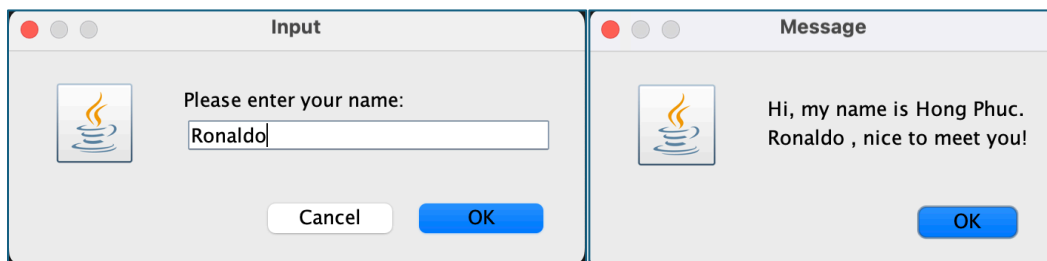 Input
Please enter your name:
Ronaldo
Cancel
OK
Message
Hi, my name is Hong Phuc.
Ronaldo , nice to meet you!
OK